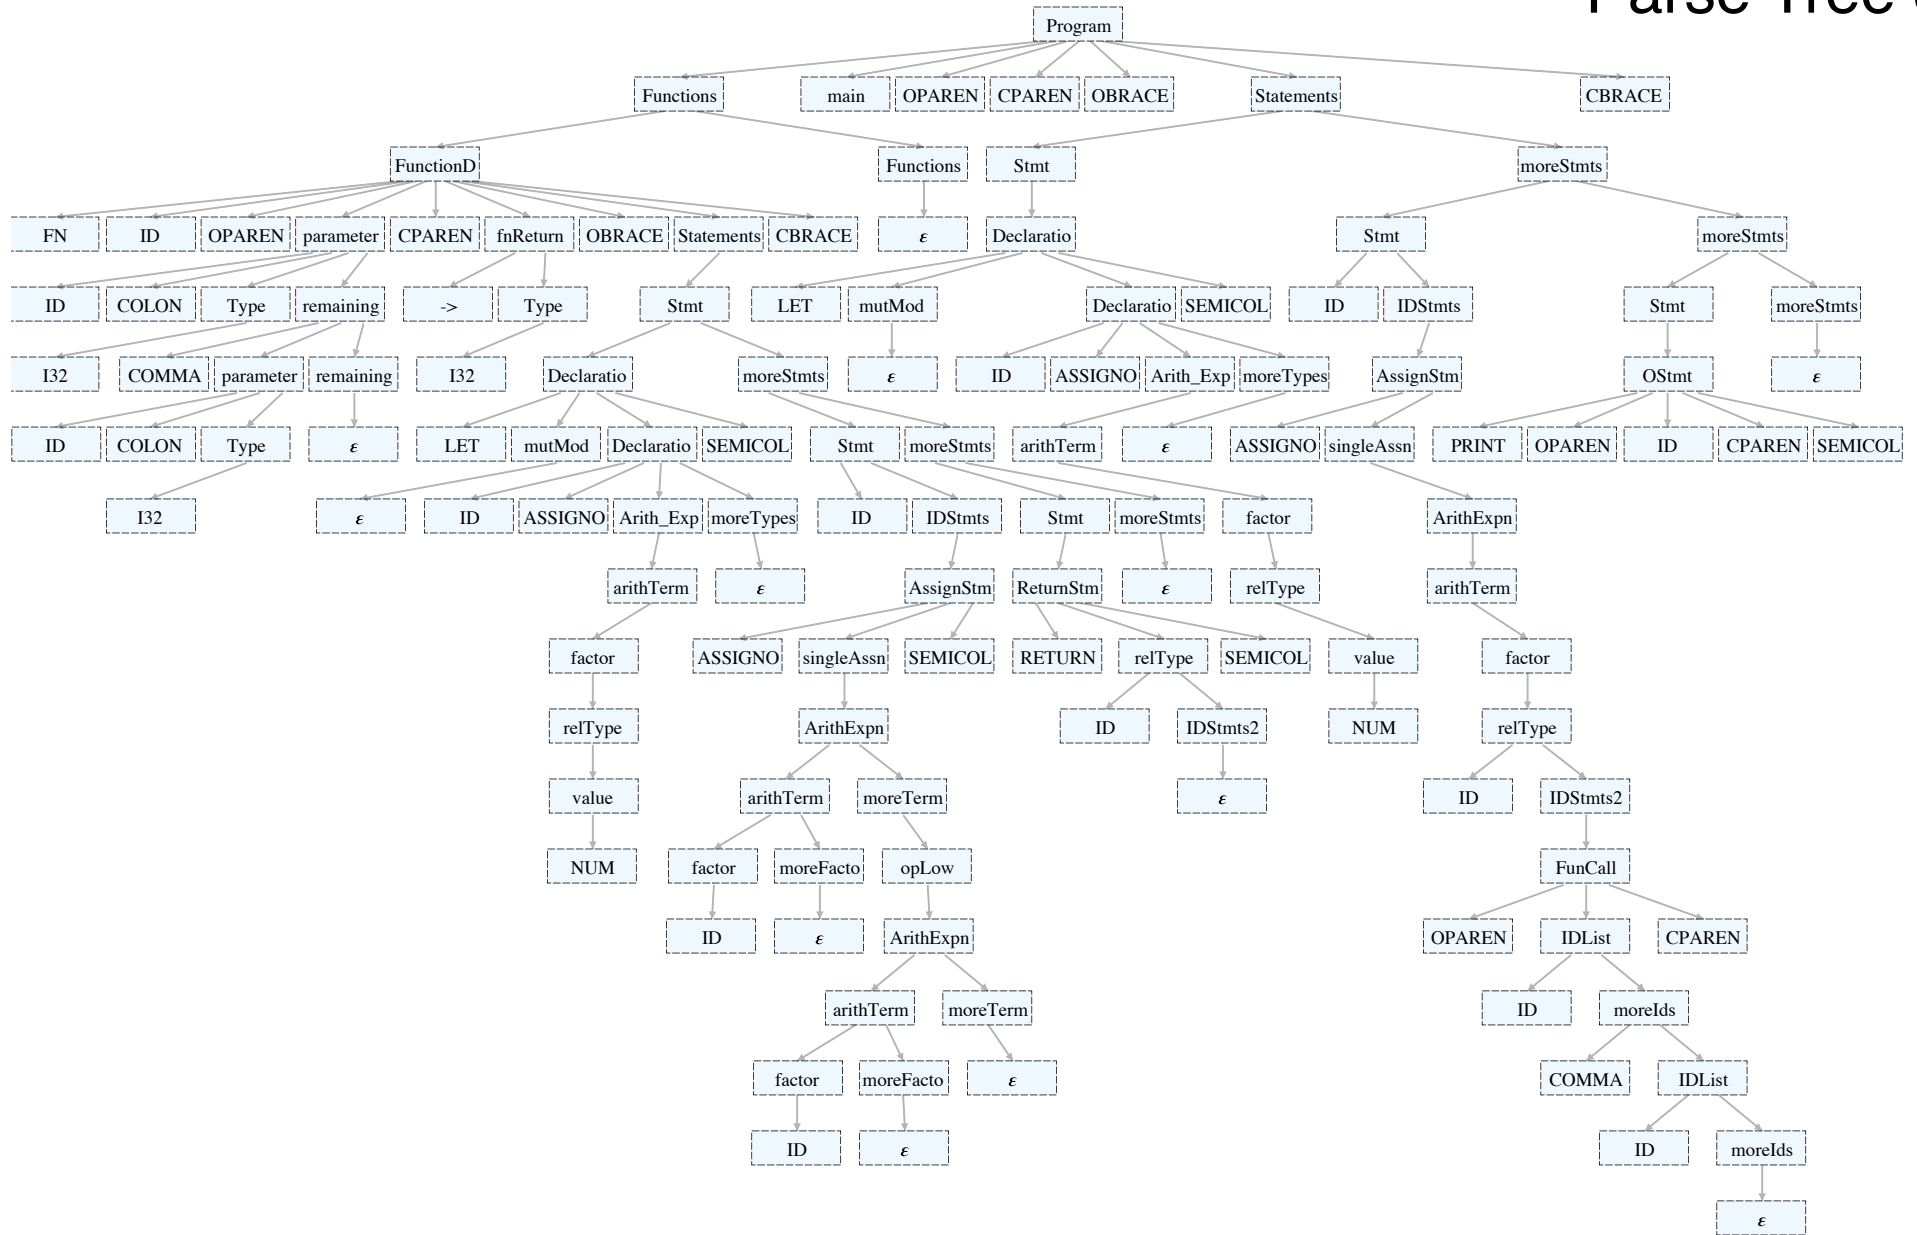 Parse Tree
Program
Functions main OPAREN CPAREN OBRACE Statements CBRACE
FunctionD Functions Stmt moreStmts
FN ID OPAREN parameter CPAREN fnReturn OBRACE Statements CBRACE ε Declaratio Stmt moreStmts
ID COLON Type remaining -> Type Stmt LET mutMod Declaratio SEMICOL ID IDStmts Stmt moreStmts
I32 COMMA parameter remaining I32 Declaratio moreStmts ε ID ASSIGNO Arith_Exp moreTypes AssignStm OStmt ε
ID COLON Type ε LET mutMod Declaratio SEMICOL Stmt moreStmts arithTerm ε ASSIGNO singleAssn PRINT OPAREN ID CPAREN SEMICOL
I32 ε ID ASSIGNO Arith_Exp moreTypes ID IDStmts Stmt moreStmts factor ArithExpn
arithTerm ε AssignStm ReturnStm ε relType arithTerm
factor ASSIGNO singleAssn SEMICOL RETURN relType SEMICOL value factor
relType ArithExpn ID IDStmts2 NUM relType
value arithTerm moreTerm ε ID IDStmts2
NUM factor moreFacto opLow FunCall
ID ε ArithExpn OPAREN IDList CPAREN
arithTerm moreTerm ID moreIds
factor moreFacto ε COMMA IDList
ID ε ID moreIds
ε